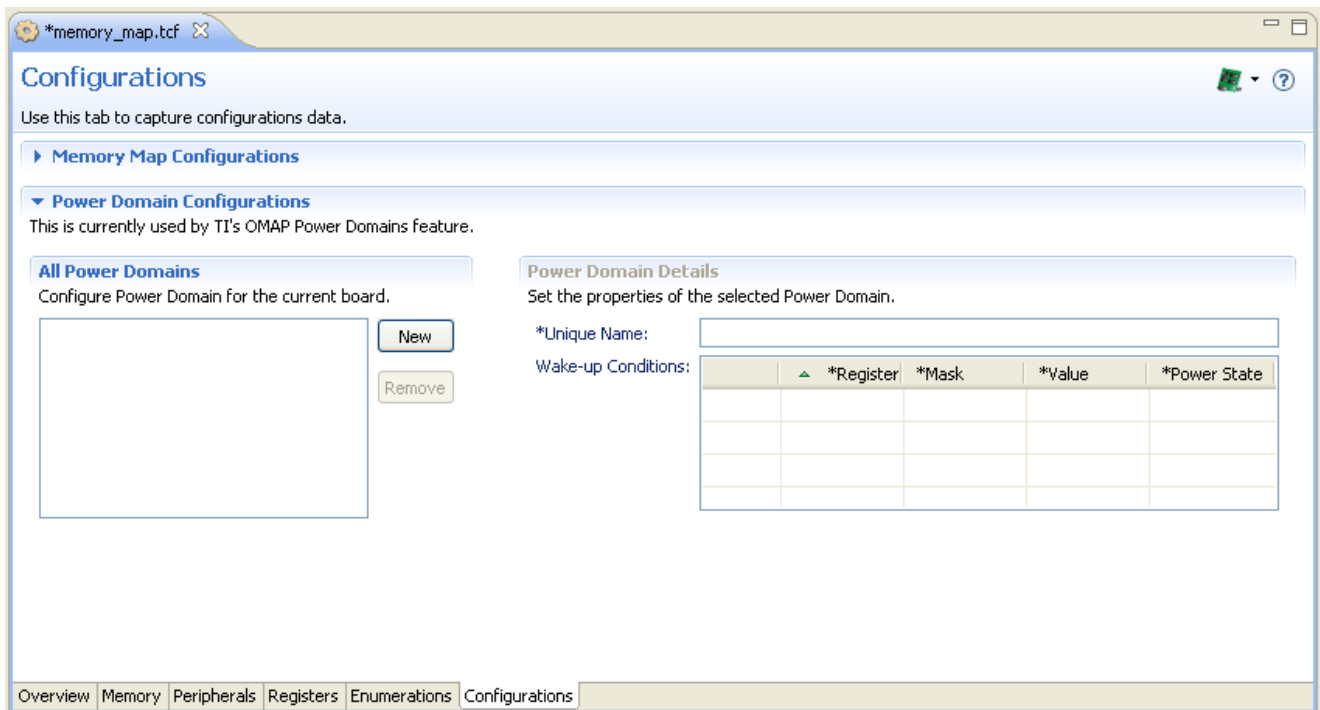 *memory_map.tcf
Configurations
Use this tab to capture configurations data.
Memory Map Configurations
Power Domain Configurations
This is currently used by TI's OMAP Power Domains feature.
All Power Domains
Configure Power Domain for the current board.
New
Remove
Power Domain Details
Set the properties of the selected Power Domain.
*Unique Name:
Wake-up Conditions:
*Register *Mask *Value *Power State
Overview Memory Peripherals Registers Enumerations Configurations